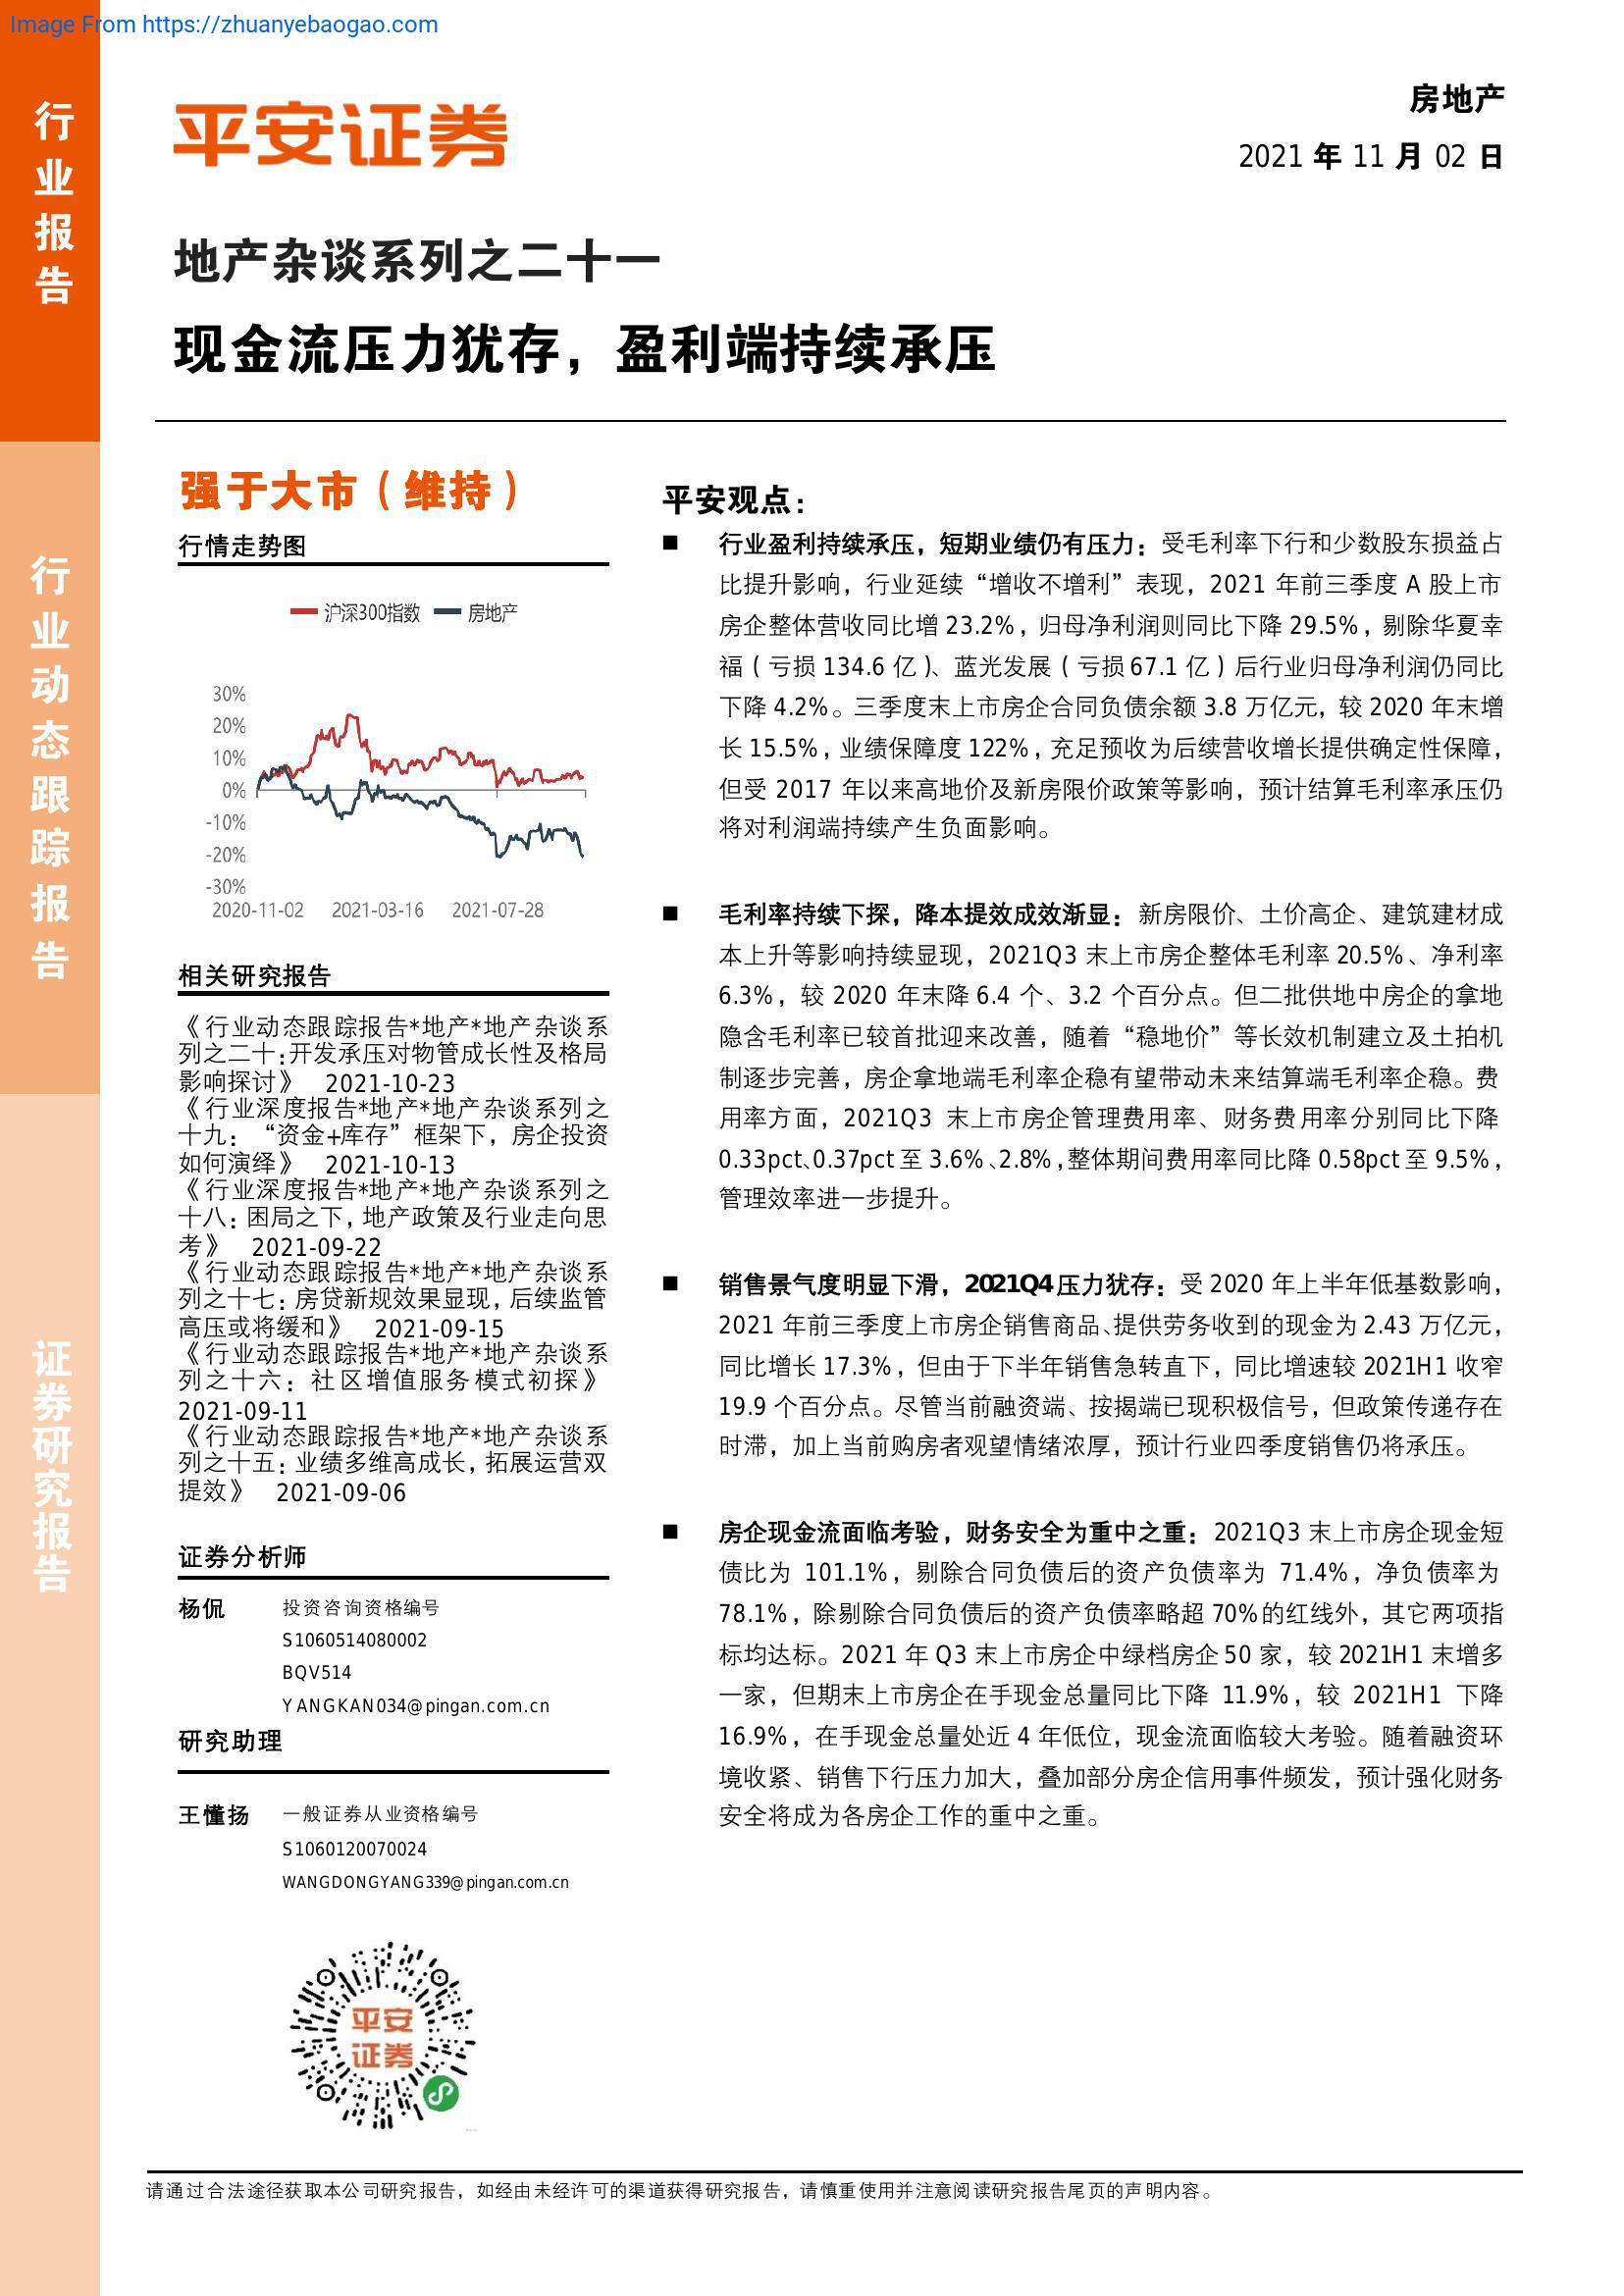 Image From https://zhuanyebaogao.com
行业报告
行业动态跟踪报告
证券研究报告
平安证券
房地产
2021 年 11 月 02 日
地产杂谈系列之二十一
现金流压力犹存，盈利端持续承压
强于大市（维持）
行情走势图
沪深300指数 房地产
30%
20%
10%
0%
-10%
-20%
-30%
2020-11-02 2021-03-16 2021-07-28
相关研究报告
《行业动态跟踪报告*地产*地产杂谈系
列之二十：开发承压对物管成长性及格局
影响探讨》 2021-10-23
《行业深度报告*地产*地产杂谈系列之
十九：“资金+库存”框架下，房企投资
如何演绎》 2021-10-13
《行业深度报告*地产*地产杂谈系列之
十八：困局之下，地产政策及行业走向思
考》 2021-09-22
《行业动态跟踪报告*地产*地产杂谈系
列之十七：房贷新规效果显现，后续监管
高压或将缓和》 2021-09-15
《行业动态跟踪报告*地产*地产杂谈系
列之十六：社区增值服务模式初探》
2021-09-11
《行业动态跟踪报告*地产*地产杂谈系
列之十五：业绩多维高成长，拓展运营双
提效》 2021-09-06
证券分析师
杨侃 投资咨询资格编号
S1060514080002
BQV514
YANGKAN034@pingan.com.cn
研究助理
王懂扬 一般证券从业资格编号
S1060120070024
WANGDONGYANG339@pingan.com.cn
平安证券
平安观点：
■ 行业盈利持续承压，短期业绩仍有压力：受毛利率下行和少数股东损益占
比提升影响，行业延续“增收不增利”表现，2021 年前三季度 A 股上市
房企整体营收同比增 23.2%，归母净利润则同比下降 29.5%，剔除华夏幸
福（亏损 134.6 亿）、蓝光发展（亏损 67.1 亿）后行业归母净利润仍同比
下降 4.2%。三季度末上市房企合同负债余额 3.8 万亿元，较 2020 年末增
长 15.5%，业绩保障度 122%，充足预收为后续营收增长提供确定性保障，
但受 2017 年以来高地价及新房限价政策等影响，预计结算毛利率承压仍
将对利润端持续产生负面影响。
■ 毛利率持续下探，降本提效成效渐显：新房限价、土价高企、建筑建材成
本上升等影响持续显现，2021Q3 末上市房企整体毛利率 20.5%、净利率
6.3%，较 2020 年末降 6.4 个、3.2 个百分点。但二批供地中房企的拿地
隐含毛利率已较首批迎来改善，随着“稳地价”等长效机制建立及土拍机
制逐步完善，房企拿地端毛利率企稳有望带动未来结算端毛利率企稳。费
用率方面，2021Q3 末上市房企管理费用率、财务费用率分别同比下降
0.33pct、0.37pct 至 3.6%、2.8%，整体期间费用率同比降 0.58pct 至 9.5%，
管理效率进一步提升。
■ 销售景气度明显下滑，2021Q4 压力犹存：受 2020 年上半年低基数影响，
2021 年前三季度上市房企销售商品、提供劳务收到的现金为 2.43 万亿元，
同比增长 17.3%，但由于下半年销售急转直下，同比增速较 2021H1 收窄
19.9 个百分点。尽管当前融资端、按揭端已现积极信号，但政策传递存在
时滞，加上当前购房者观望情绪浓厚，预计行业四季度销售仍将承压。
■ 房企现金流面临考验，财务安全为重中之重：2021Q3 末上市房企现金短
债比为 101.1%，剔除合同负债后的资产负债率为 71.4%，净负债率为
78.1%，除剔除合同负债后的资产负债率略超 70%的红线外，其它两项指
标均达标。2021 年 Q3 末上市房企中绿档房企 50 家，较 2021H1 末增多
一家，但期末上市房企在手现金总量同比下降 11.9%，较 2021H1 下降
16.9%，在手现金总量处近 4 年低位，现金流面临较大考验。随着融资环
境收紧、销售下行压力加大，叠加部分房企信用事件频发，预计强化财务
安全将成为各房企工作的重中之重。
请通过合法途径获取本公司研究报告，如经由未经许可的渠道获得研究报告，请慎重使用并注意阅读研究报告尾页的声明内容。